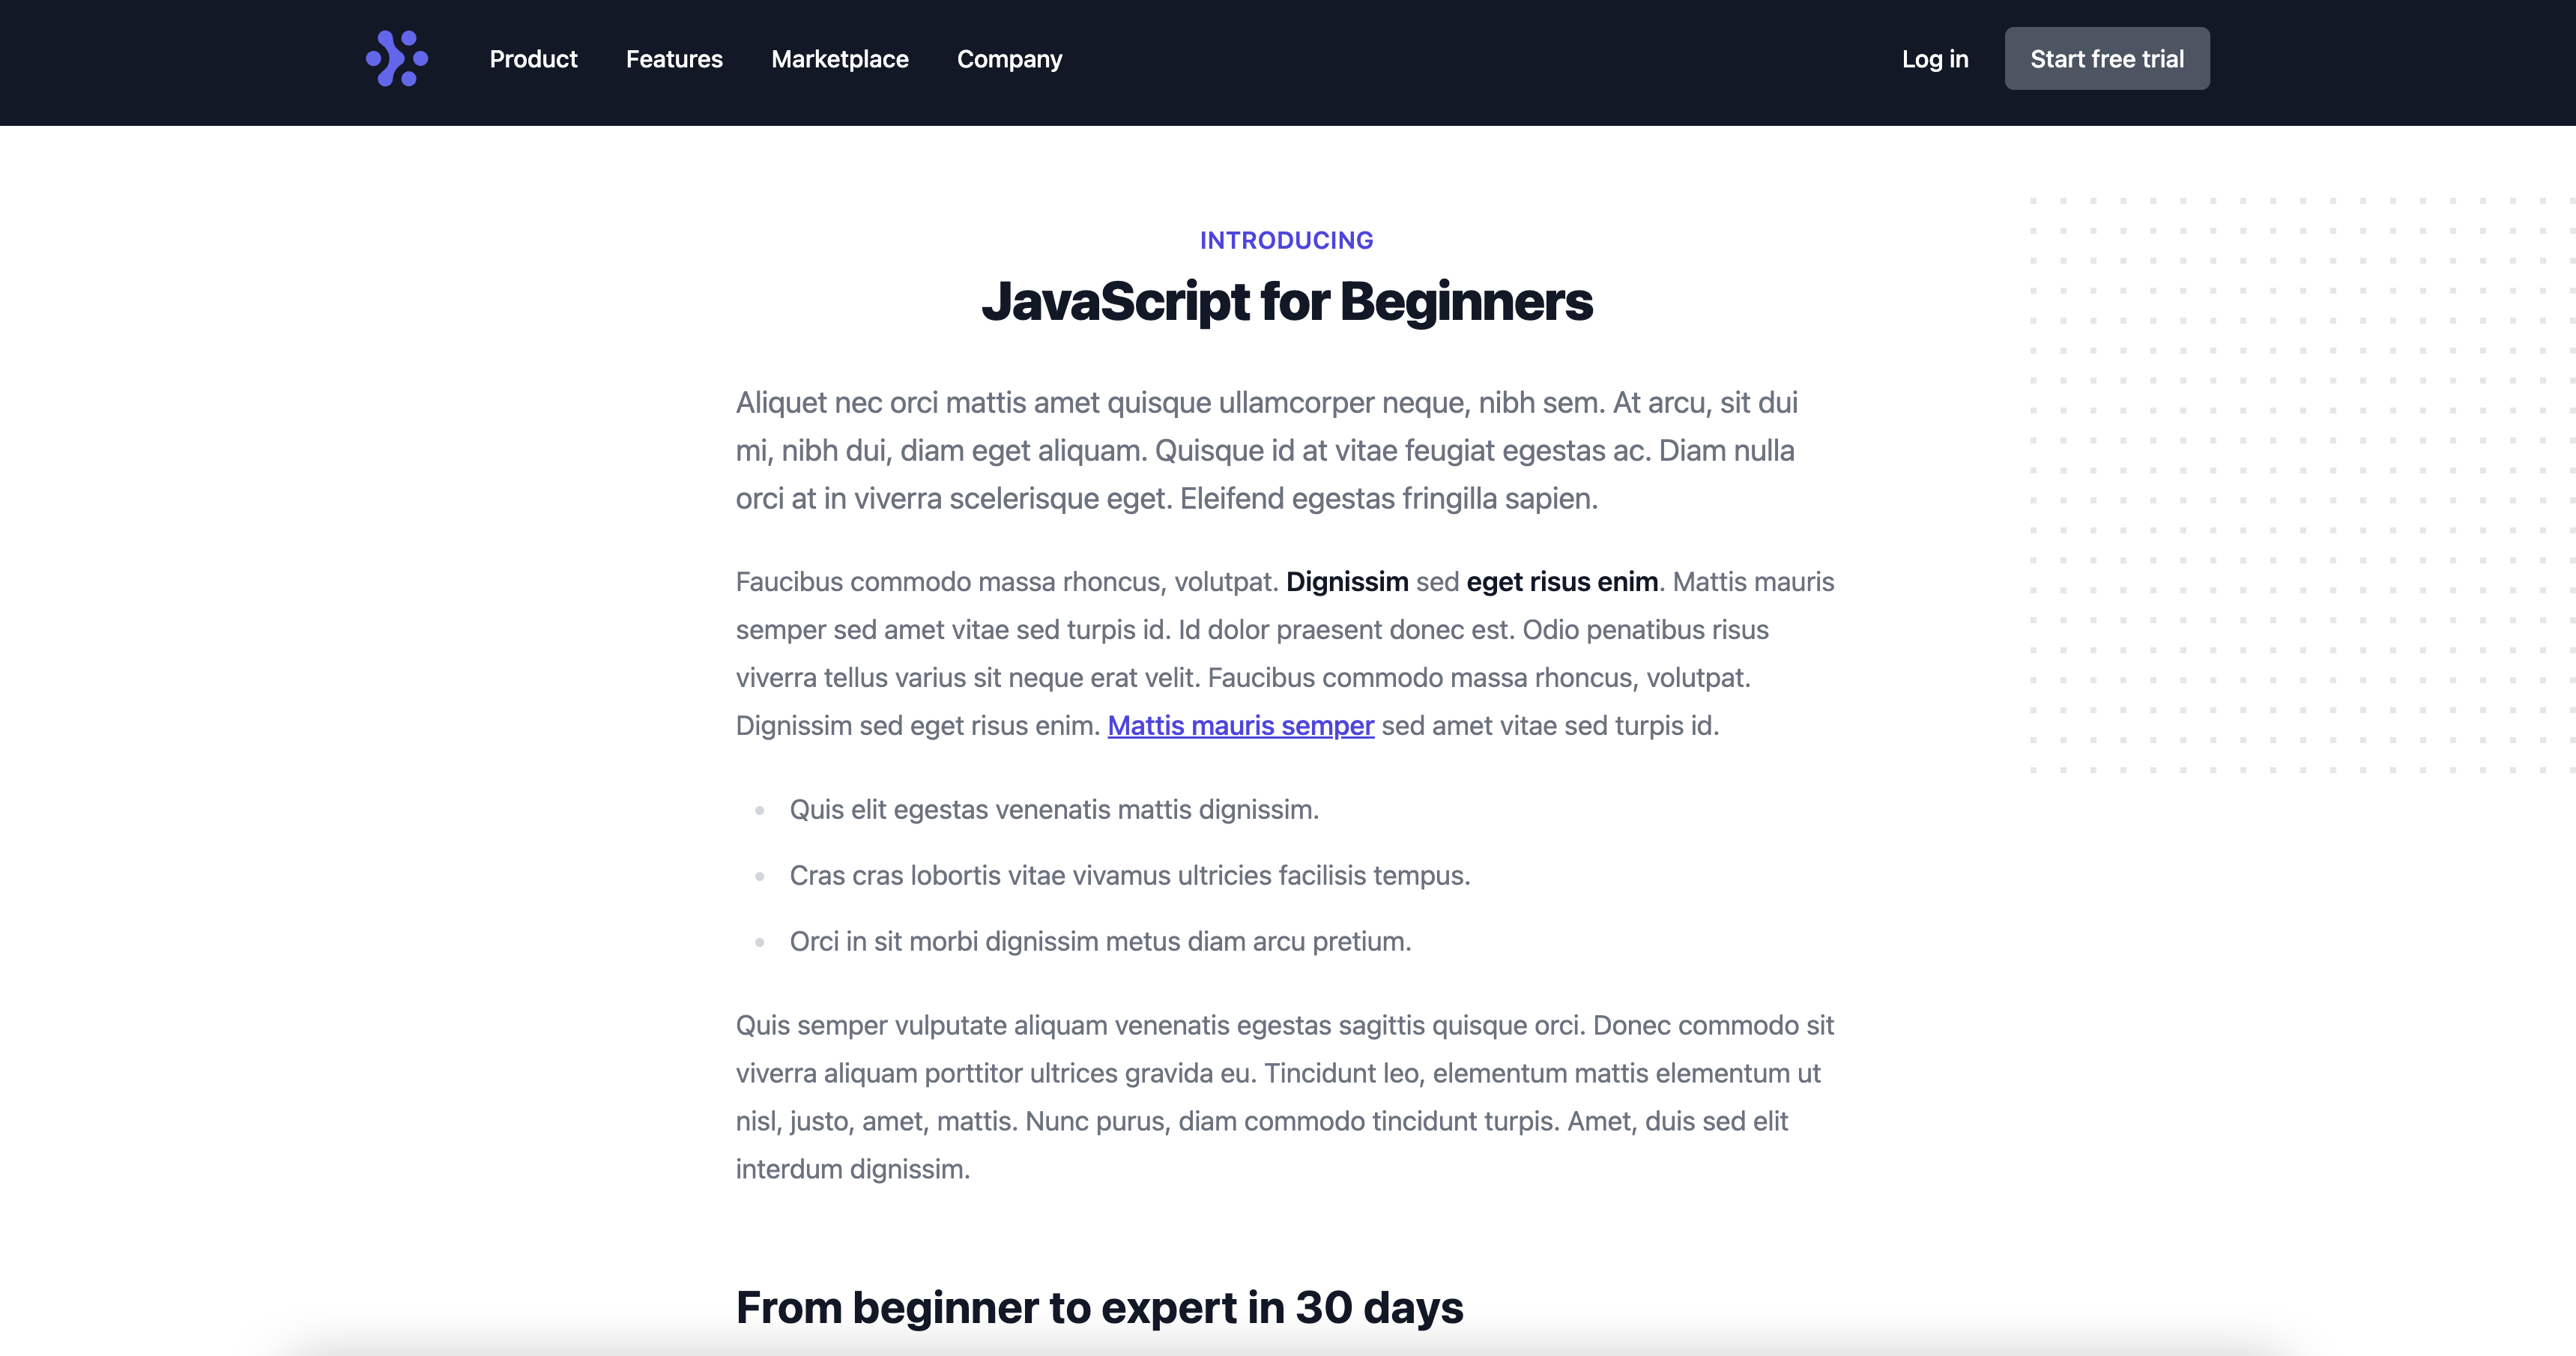 Product Features Marketplace Company Log in Start free trial
INTRODUCING
JavaScript for Beginners
Aliquet nec orci mattis amet quisque ullamcorper neque, nibh sem. At arcu, sit dui
mi, nibh dui, diam eget aliquam. Quisque id at vitae feugiat egestas ac. Diam nulla
orci at in viverra scelerisque eget. Eleifend egestas fringilla sapien.
Faucibus commodo massa rhoncus, volutpat. Dignissim sed eget risus enim. Mattis mauris
semper sed amet vitae sed turpis id. Id dolor praesent donec est. Odio penatibus risus
viverra tellus varius sit neque erat velit. Faucibus commodo massa rhoncus, volutpat.
Dignissim sed eget risus enim. Mattis mauris semper sed amet vitae sed turpis id.
Quis elit egestas venenatis mattis dignissim.
Cras cras lobortis vitae vivamus ultricies facilisis tempus.
Orci in sit morbi dignissim metus diam arcu pretium.
Quis semper vulputate aliquam venenatis egestas sagittis quisque orci. Donec commodo sit
viverra aliquam porttitor ultrices gravida eu. Tincidunt leo, elementum mattis elementum ut
nisl, justo, amet, mattis. Nunc purus, diam commodo tincidunt turpis. Amet, duis sed elit
interdum dignissim.
From beginner to expert in 30 days